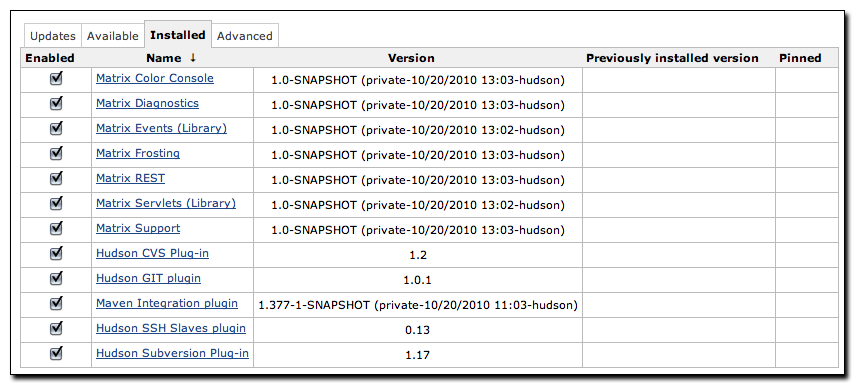 Updates Available Installed Advanced
Enabled Name ↓ Version Previously installed version Pinned
Matrix Color Console 1.0-SNAPSHOT (private-10/20/2010 13:03-hudson)
Matrix Diagnostics 1.0-SNAPSHOT (private-10/20/2010 13:03-hudson)
Matrix Events (Library) 1.0-SNAPSHOT (private-10/20/2010 13:02-hudson)
Matrix Frosting 1.0-SNAPSHOT (private-10/20/2010 13:03-hudson)
Matrix REST 1.0-SNAPSHOT (private-10/20/2010 13:03-hudson)
Matrix Servlets (Library) 1.0-SNAPSHOT (private-10/20/2010 13:02-hudson)
Matrix Support 1.0-SNAPSHOT (private-10/20/2010 13:03-hudson)
Hudson CVS Plug-in 1.2
Hudson GIT plugin 1.0.1
Maven Integration plugin 1.377-1-SNAPSHOT (private-10/20/2010 11:03-hudson)
Hudson SSH Slaves plugin 0.13
Hudson Subversion Plug-in 1.17